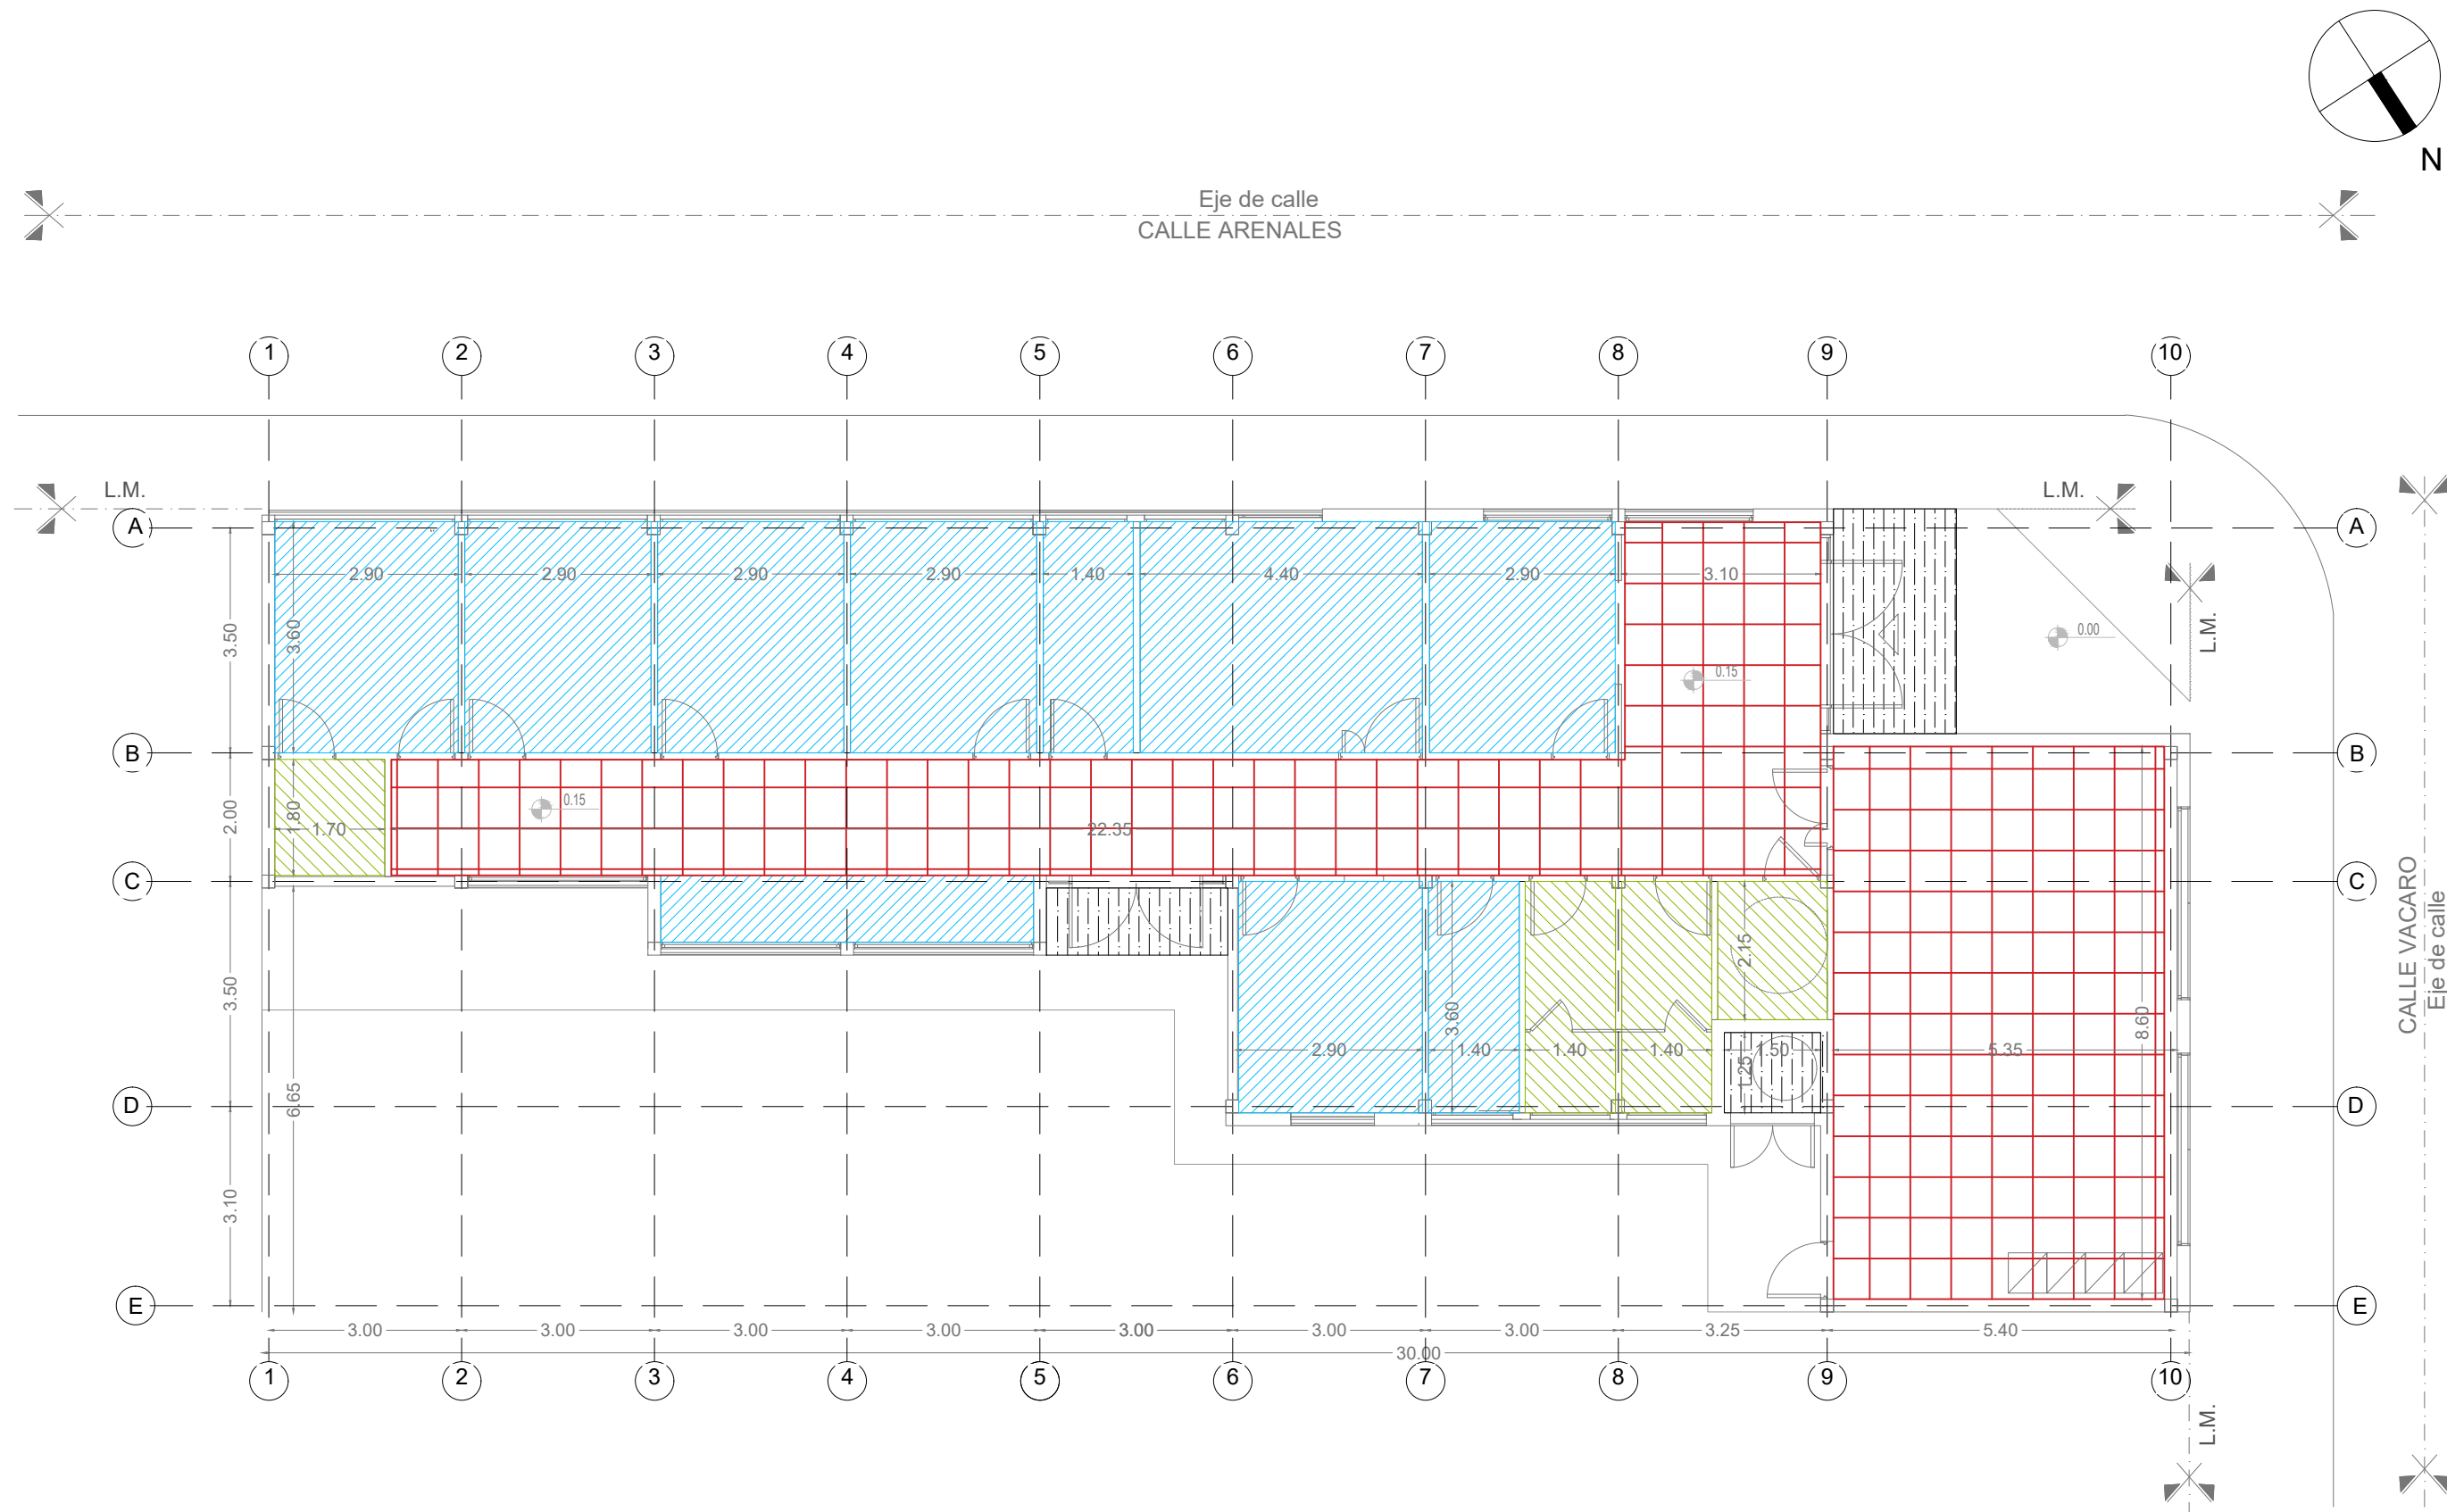 N
Eje de calle
CALLE ARENALES
1 2 3 4 5 6 7 8 9 10
L.M. L.M.
A A
2.90 2.90 2.90 2.90 1.40 4.40 2.90 3.10
3.50 3.60 0.00 L.M.
0.15
B B
0.15
2.00 1.80 1.70 22.35
C C
CALLE VACARO
Eje de calle
3.50 2.15
3.60 8.60
2.90 1.40 1.40 1.40 1.50 5.35
1.25
6.65
D D
3.10
E E
3.00 3.00 3.00 3.00 3.00 3.00 3.00 3.25 5.40
30.00
1 2 3 4 5 6 7 8 9 10
L.M.